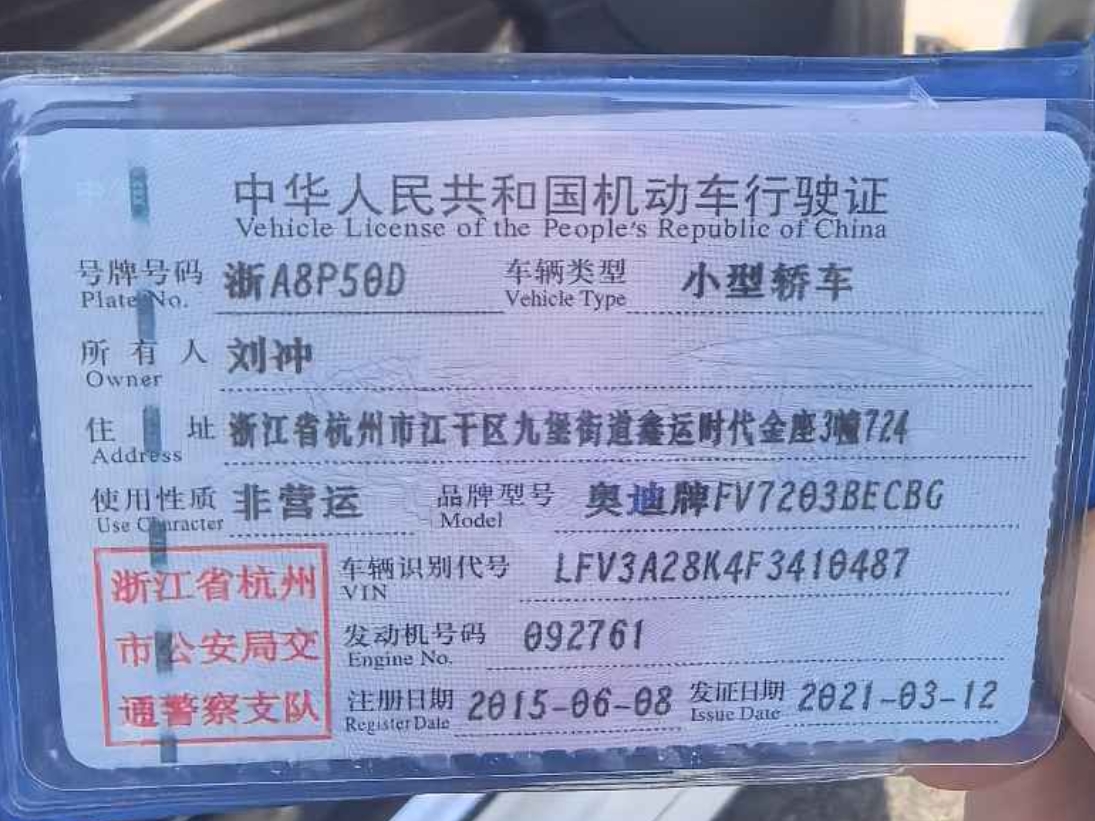 中华人民共和国机动车行驶证
Vehicle License of the People's Republic of China
号牌号码 浙A8P50D 车辆类型 小型轿车
Plate No. Vehicle Type
所有人 刘冲
Owner
住址 浙江省杭州市江干区九堡街道鑫运时代金座3幢724
Address
使用性质 非营运 品牌型号 奥迪牌FV7203BECBG
Use Character Model
浙江省杭州
市公安局交
通警察支队
车辆识别代号 LFV3A28K4F3410487
VIN
发动机号码 092761
Engine No.
注册日期 2015-06-08 发证日期 2021-03-12
Register Date Issue Date